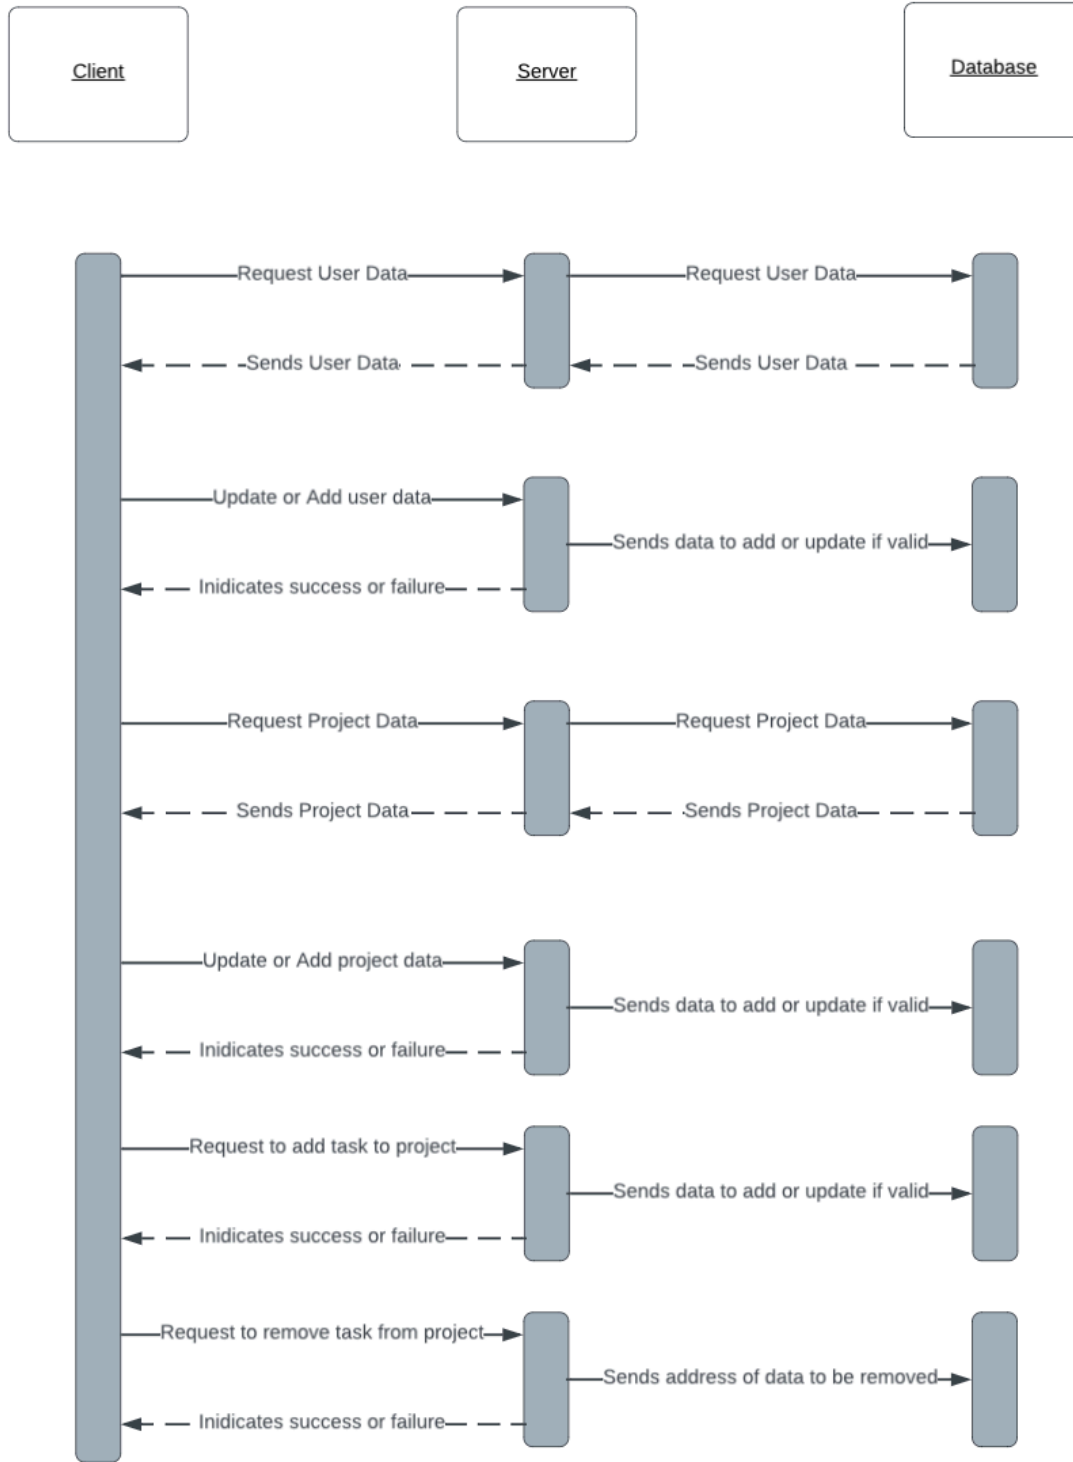 Client
Server
Database
Request User Data
Request User Data
Sends User Data
Sends User Data
Update or Add user data
Sends data to add or update if valid
Inidicates success or failure
Request Project Data
Request Project Data
Sends Project Data
Sends Project Data
Update or Add project data
Sends data to add or update if valid
Inidicates success or failure
Request to add task to project
Sends data to add or update if valid
Inidicates success or failure
Request to remove task from project
Sends address of data to be removed
Inidicates success or failure